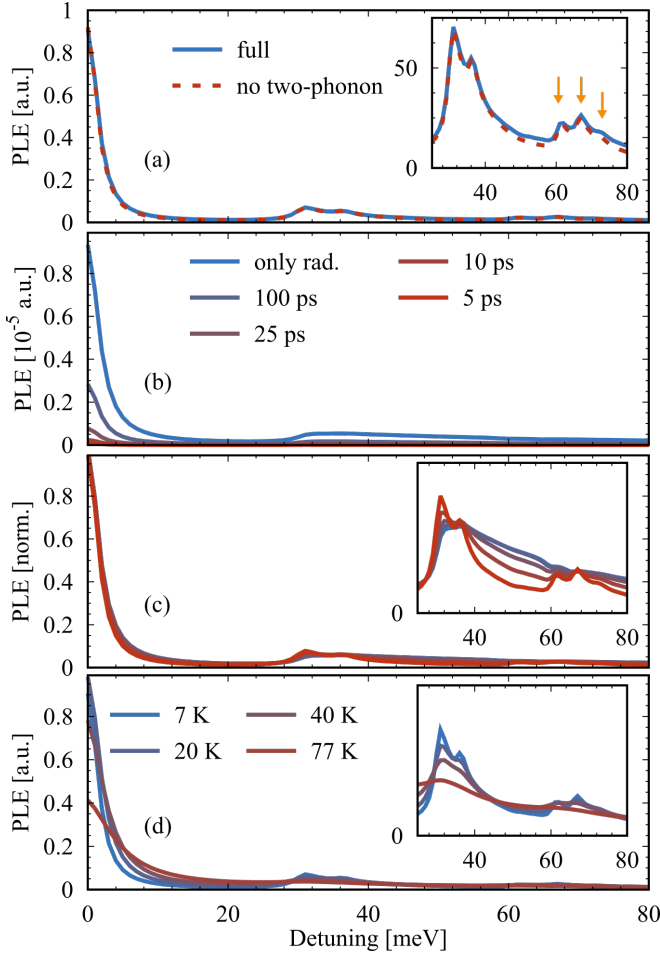 1
0.8
0.6
0.4
0.2
0
PLE [a.u.]
full
no two-phonon
(a)
50
0
40
60
80
0.8
0.6
0.4
0.2
0
PLE [10⁻⁵ a.u.]
only rad.
100 ps
25 ps
10 ps
5 ps
(b)
0.8
0.6
0.4
0.2
0
PLE [norm.]
(c)
0
40
60
80
0.8
0.6
0.4
0.2
0
PLE [a.u.]
7 K
20 K
40 K
77 K
(d)
0
40
60
80
0
20
40
60
80
Detuning [meV]